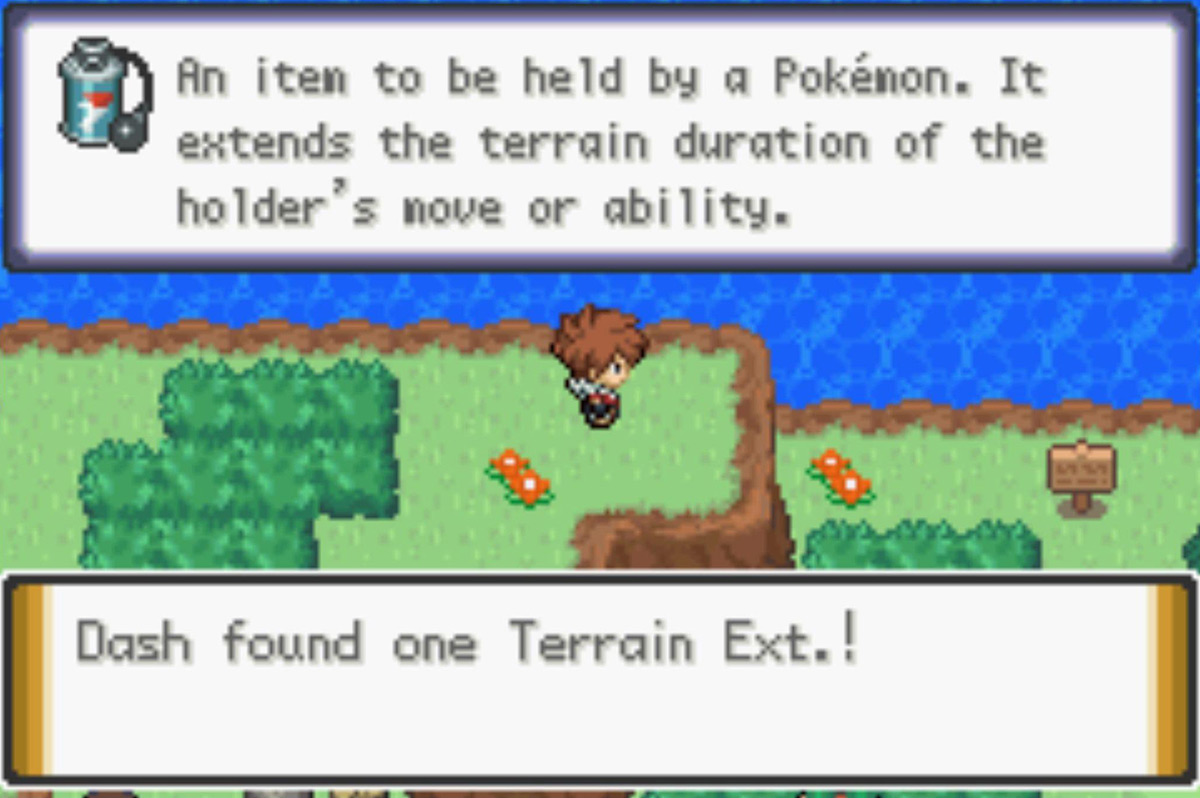 An item to be held by a Pokémon. It
extends the terrain duration of the
holder's move or ability.
Dash found one Terrain Ext.!